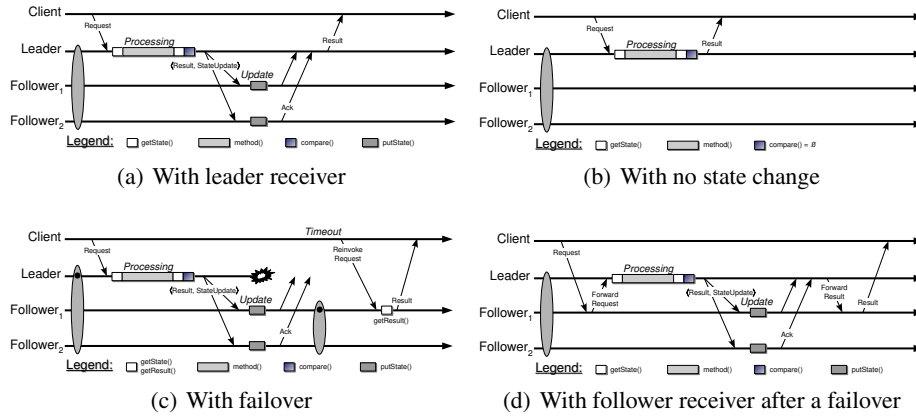 Client
Request
Result
Leader
Processing
(Result, StateUpdate)
Update
Follower1
Ack
Follower2
Legend:
getState()
method()
compare()
putState()
(a) With leader receiver
Client
Request
Result
Leader
Processing
Follower1
Follower2
Legend:
getState()
method()
compare() = ø
(b) With no state change
Client
Timeout
Request
Reinvoke
Request
Leader
Processing
Result
(Result, StateUpdate)
Update
Follower1
getResult()
Ack
Follower2
Legend:
getState()
getResult()
method()
compare()
putState()
(c) With failover
Client
Request
Leader
Processing
Forward
Request
(Result, StateUpdate)
Update
Forward
Result
Result
Follower1
Ack
Follower2
Legend:
getState()
method()
compare()
putState()
(d) With follower receiver after a failover